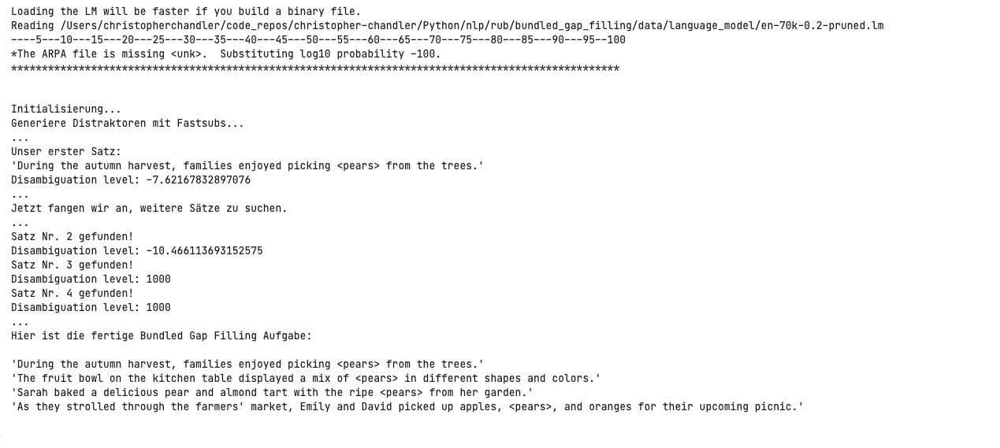 Loading the LM will be faster if you build a binary file.
Reading /Users/christopherchandler/code_repos/christopher-chandler/Python/nlp/rub/bundled_gap_filling/data/language_model/en-70k-0.2-pruned.lm
----5---10---15---20---25---30---35---40---45---50---55---60---65---70---75---80---85---90---95--100
*The ARPA file is missing <unk>.  Substituting log10 probability -100.
***************************************************************************************************
Initialisierung...
Generiere Distraktoren mit Fastsubs...
...
Unser erster Satz:
'During the autumn harvest, families enjoyed picking <pears> from the trees.'
Disambiguation level: -7.62167832897076
...
Jetzt fangen wir an, weitere Sätze zu suchen.
...
Satz Nr. 2 gefunden!
Disambiguation level: -10.466113693152575
Satz Nr. 3 gefunden!
Disambiguation level: 1000
Satz Nr. 4 gefunden!
Disambiguation level: 1000
...
Hier ist die fertige Bundled Gap Filling Aufgabe:
'During the autumn harvest, families enjoyed picking <pears> from the trees.'
'The fruit bowl on the kitchen table displayed a mix of <pears> in different shapes and colors.'
'Sarah baked a delicious pear and almond tart with the ripe <pears> from her garden.'
'As they strolled through the farmers' market, Emily and David picked up apples, <pears>, and oranges for their upcoming picnic.'